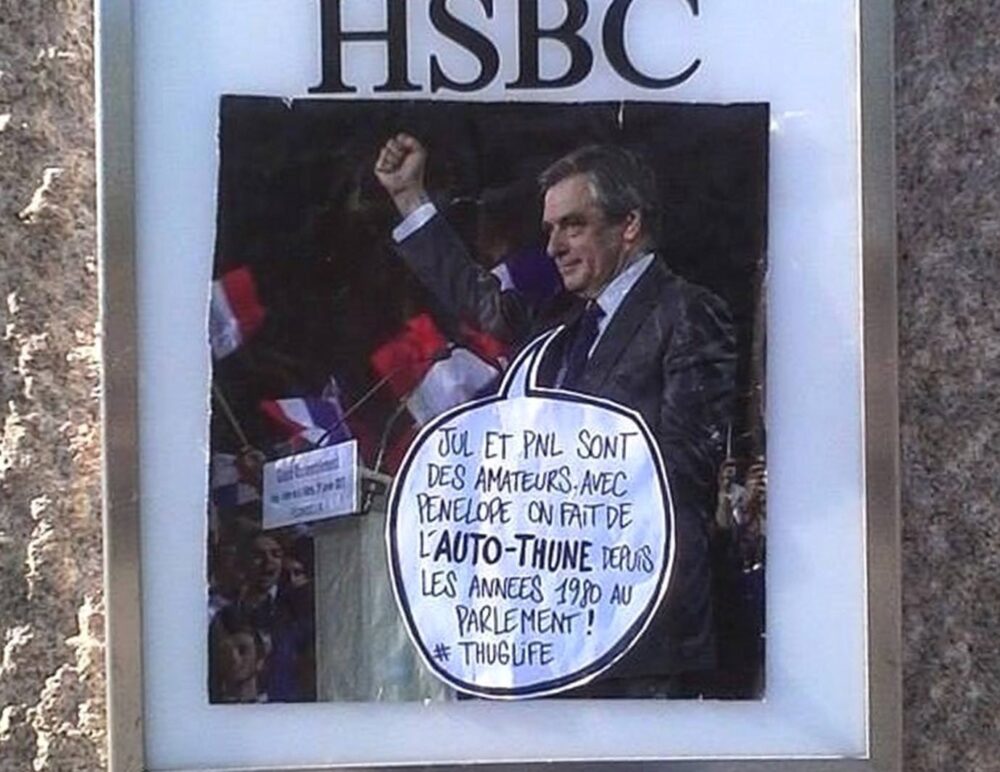 HSBC
JUL ET PNL SONT
DES AMATEURS. AVEC
PENELOPE ON FAIT DE
L'AUTO-THUNE DEPUIS
LES ANNEES 1980 AU
PARLEMENT !
# THUGLIFE